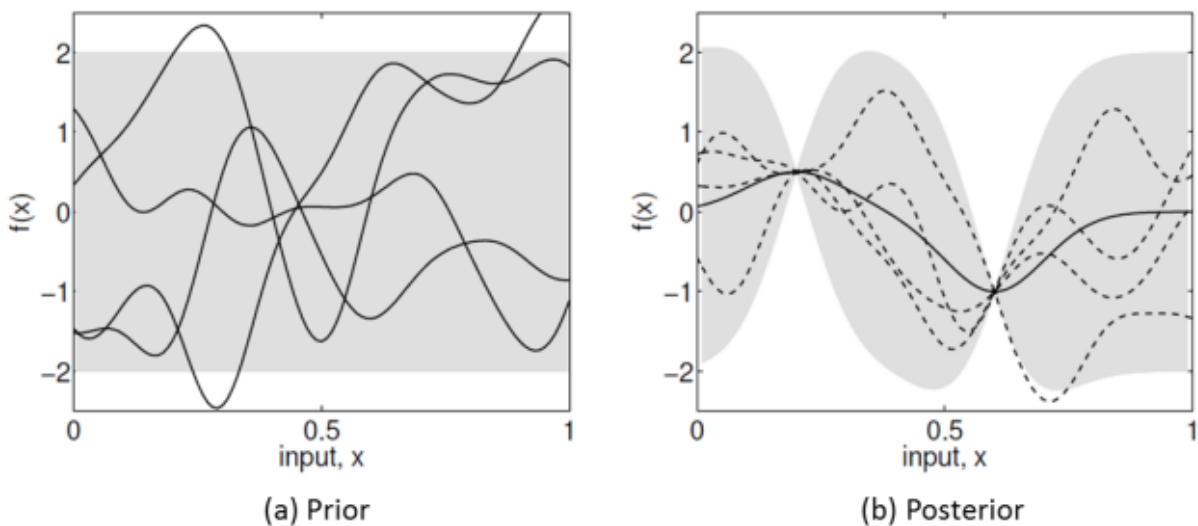 2
1
0
−1
−2
f(x)
0
0.5
1
input, x
(a) Prior
2
1
0
−1
−2
f(x)
0
0.5
1
input, x
(b) Posterior